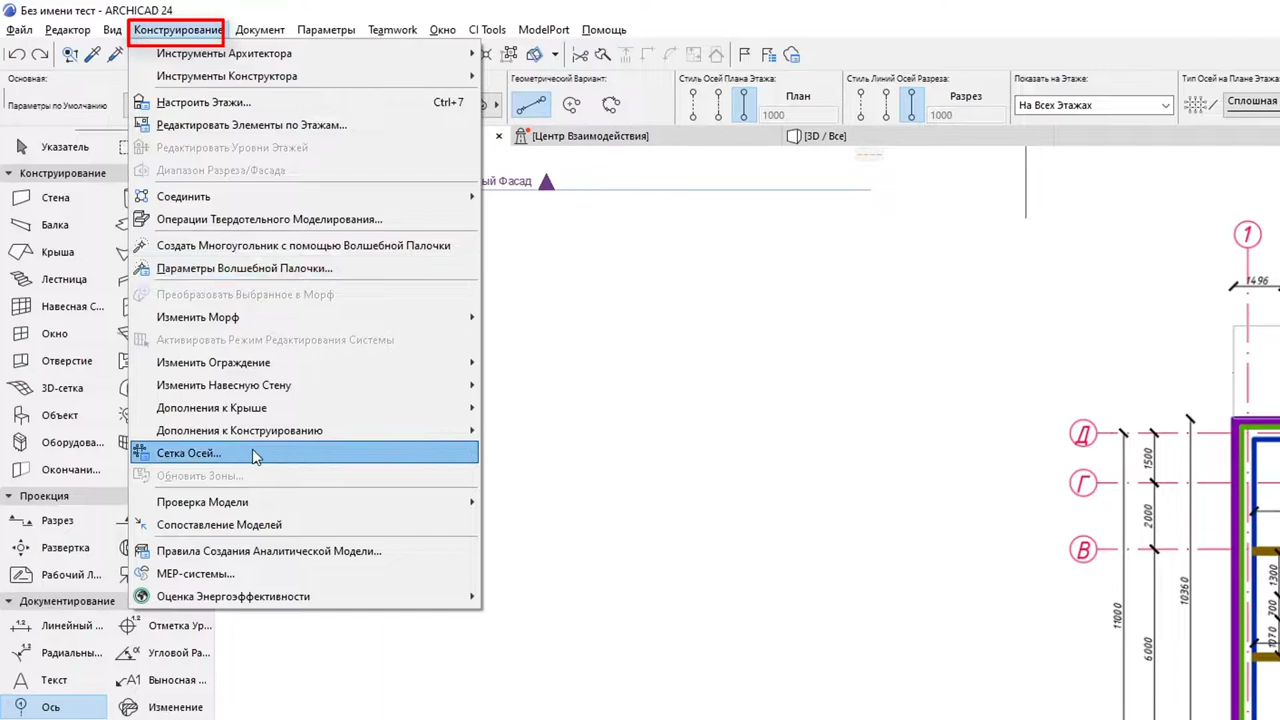 Без имени тест - ARCHICAD 24
Файл Редактор Вид Конструирование Документ Параметры Teamwork Окно CI Tools ModelPort Помощь
Основная:
Параметры по Умолчанию
Геометрический Вариант:
Стиль Осей Плана Этажа:
План
1000
Стиль Линий Осей Разреза:
Разрез
1000
Показать на Этаже:
На Всех Этажах
Тип Осей на Плане Этажа
Сплошная
[Центр Взаимодействия]
[3D / Все]
Указатель
Конструирование
Стена
Балка
Крыша
Лестница
Навесная С...
Окно
Отверстие
3D-сетка
Объект
Оборудова...
Окончани...
Проекция
Разрез
Развертка
Рабочий Л...
Документирование
Линейный ...
Отметка Ур...
Радиальны...
Угловой Ра...
Текст
Выносная ...
Ось
Изменение
Инструменты Архитектора
Инструменты Конструктора
Настроить Этажи... Ctrl+7
Редактировать Элементы по Этажам...
Редактировать Уровни Этажей
Диапазон Разреза/Фасада
Соединить
Операции Твердотельного Моделирования...
Создать Многоугольник с помощью Волшебной Палочки
Параметры Волшебной Палочки...
Преобразовать Выбранное в Морф
Изменить Морф
Активировать Режим Редактирования Системы
Изменить Ограждение
Изменить Навесную Стену
Дополнения к Крыше
Дополнения к Конструированию
Сетка Осей...
Обновить Зоны...
Проверка Модели
Сопоставление Моделей
Правила Создания Аналитической Модели...
MEP-системы...
Оценка Энергоэффективности
ый Фасад
1
1496
Д
Г
В
1500
2000
6000
11000
10360
1300
700
1070